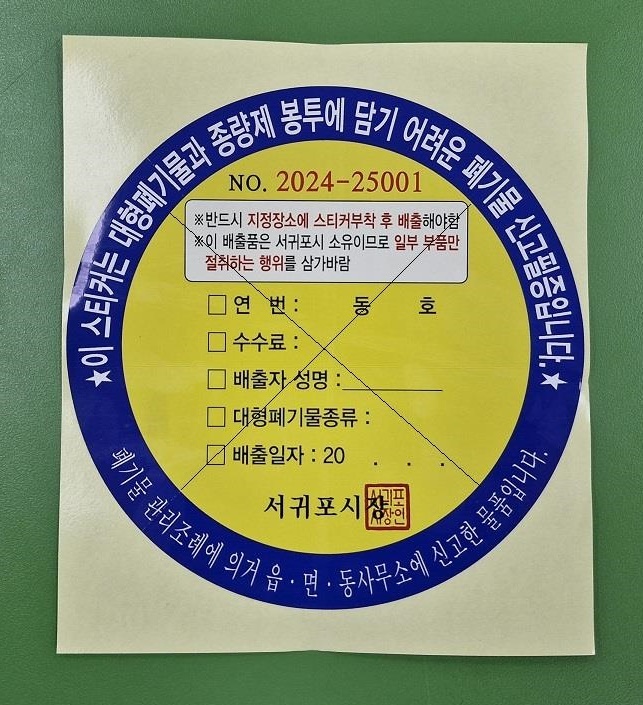 ★이 스티커는 대형폐기물과 종량제 봉투에 담기 어려운 폐기물 신고필증입니다.★
NO. 2024-25001
※반드시 지정장소에 스티커부착 후 배출해야함
※이 배출품은 서귀포시 소유이므로 일부 부품만
절취하는 행위를 삼가바람
□ 연 번 : 동 호
□ 수수료 :
□ 배출자 성명 :
□ 대형폐기물종류 :
□ 배출일자 : 20 . . .
서귀포시장
서귀포
시장인
폐기물 관리조례에 의거 읍·면·동사무소에 신고한 물품입니다.